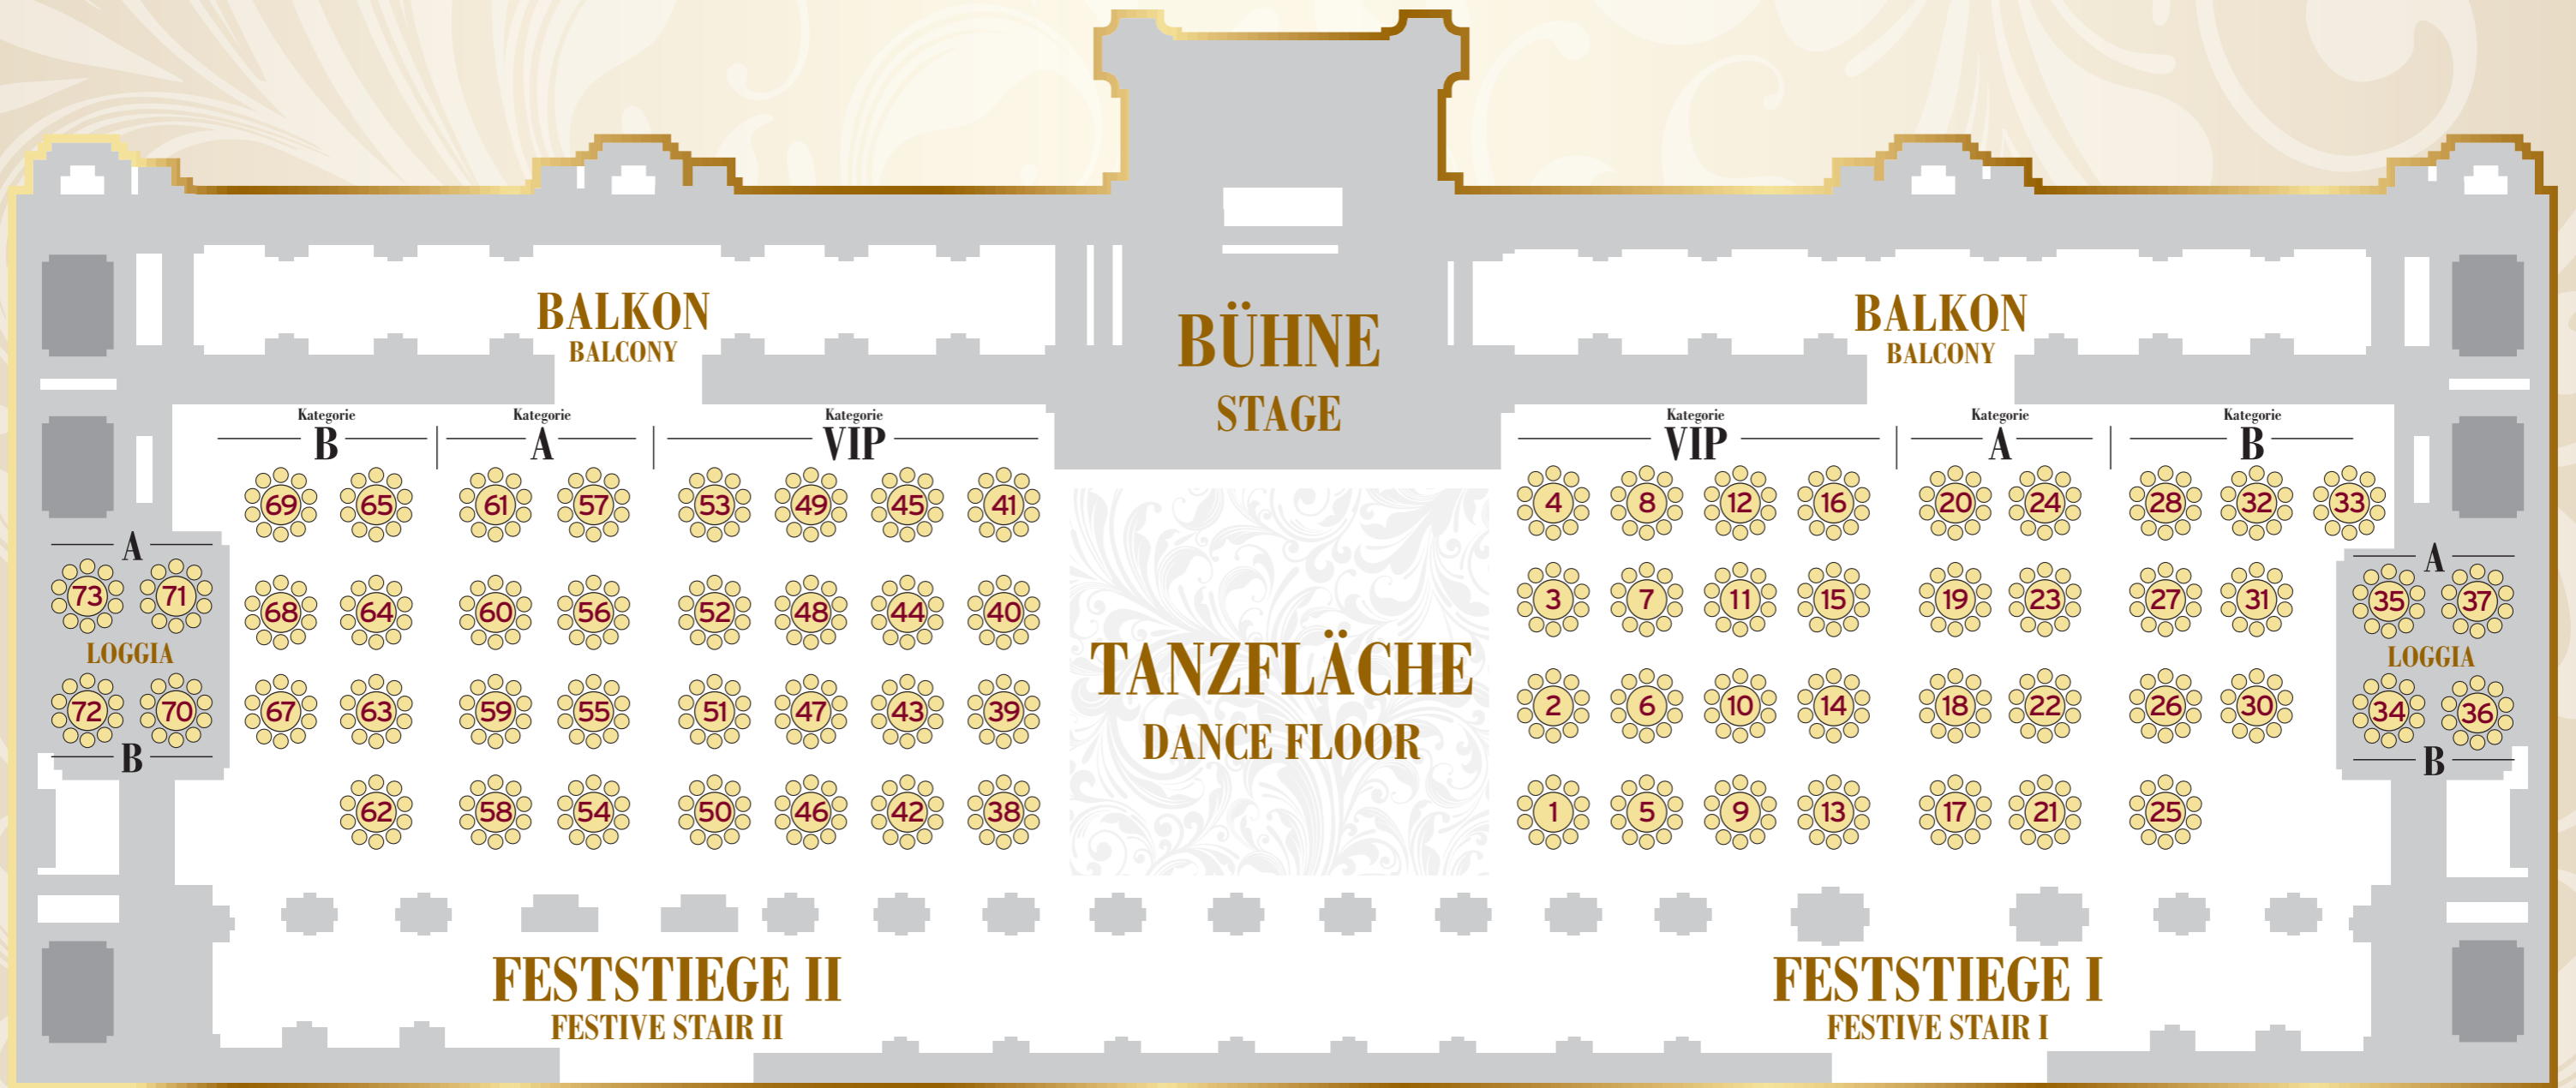 BALKON
BALCONY
BÜHNE
STAGE
BALKON
BALCONY
Kategorie Kategorie Kategorie Kategorie Kategorie Kategorie
B A VIP VIP A B
69 65 61 57 53 49 45 41 4 8 12 16 20 24 28 32 33
A A
73 71 68 64 60 56 52 48 44 40 3 7 11 15 19 23 27 31 35 37
LOGGIA TANZFLÄCHE LOGGIA
72 70 67 63 59 55 51 47 43 39 2 6 10 14 18 22 26 30 34 36
DANCE FLOOR
B B
62 58 54 50 46 42 38 1 5 9 13 17 21 25
FESTSTIEGE II
FESTIVE STAIR II
FESTSTIEGE I
FESTIVE STAIR I